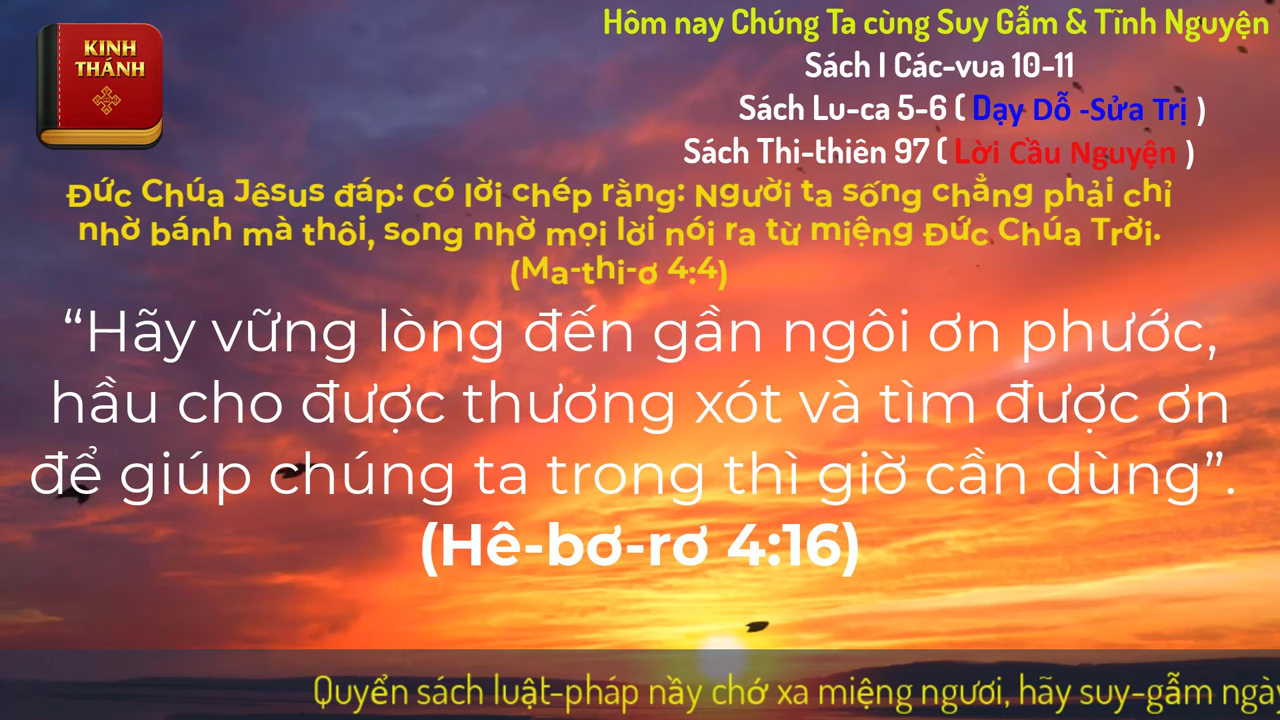 KINH
THÁNH
Hôm nay Chúng Ta cùng Suy Gẫm & Tĩnh Nguyện
Sách I Các-vua 10-11
Sách Lu-ca 5-6 ( Dạy Dỗ -Sửa Trị )
Sách Thi-thiên 97 ( Lời Cầu Nguyện )
Đức Chúa Jêsus đáp: Có lời chép rằng: Người ta sống chẳng phải chỉ
nhờ bánh mà thôi, song nhờ mọi lời nói ra từ miệng Đức Chúa Trời.
(Ma-thi-ơ 4:4)
“Hãy vững lòng đến gần ngôi ơn phước,
hầu cho được thương xót và tìm được ơn
để giúp chúng ta trong thì giờ cần dùng”.
(Hê-bơ-rơ 4:16)
Quyển sách luật-pháp nầy chớ xa miệng ngươi, hãy suy-gẫm ngày